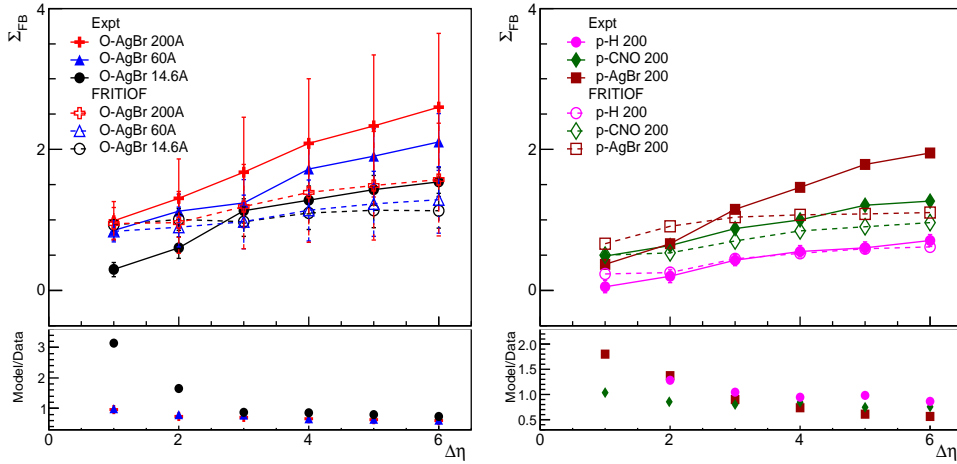 Σ_FB
4
2
0
Expt
O-AgBr 200A
O-AgBr 60A
O-AgBr 14.6A
FRITIOF
O-AgBr 200A
O-AgBr 60A
O-AgBr 14.6A
Model/Data
3
2
1
0 2 4 6
Δη
Σ_FB
4
2
0
Expt
p-H 200
p-CNO 200
p-AgBr 200
FRITIOF
p-H 200
p-CNO 200
p-AgBr 200
Model/Data
2.0
1.5
1.0
0.5
0 2 4 6
Δη